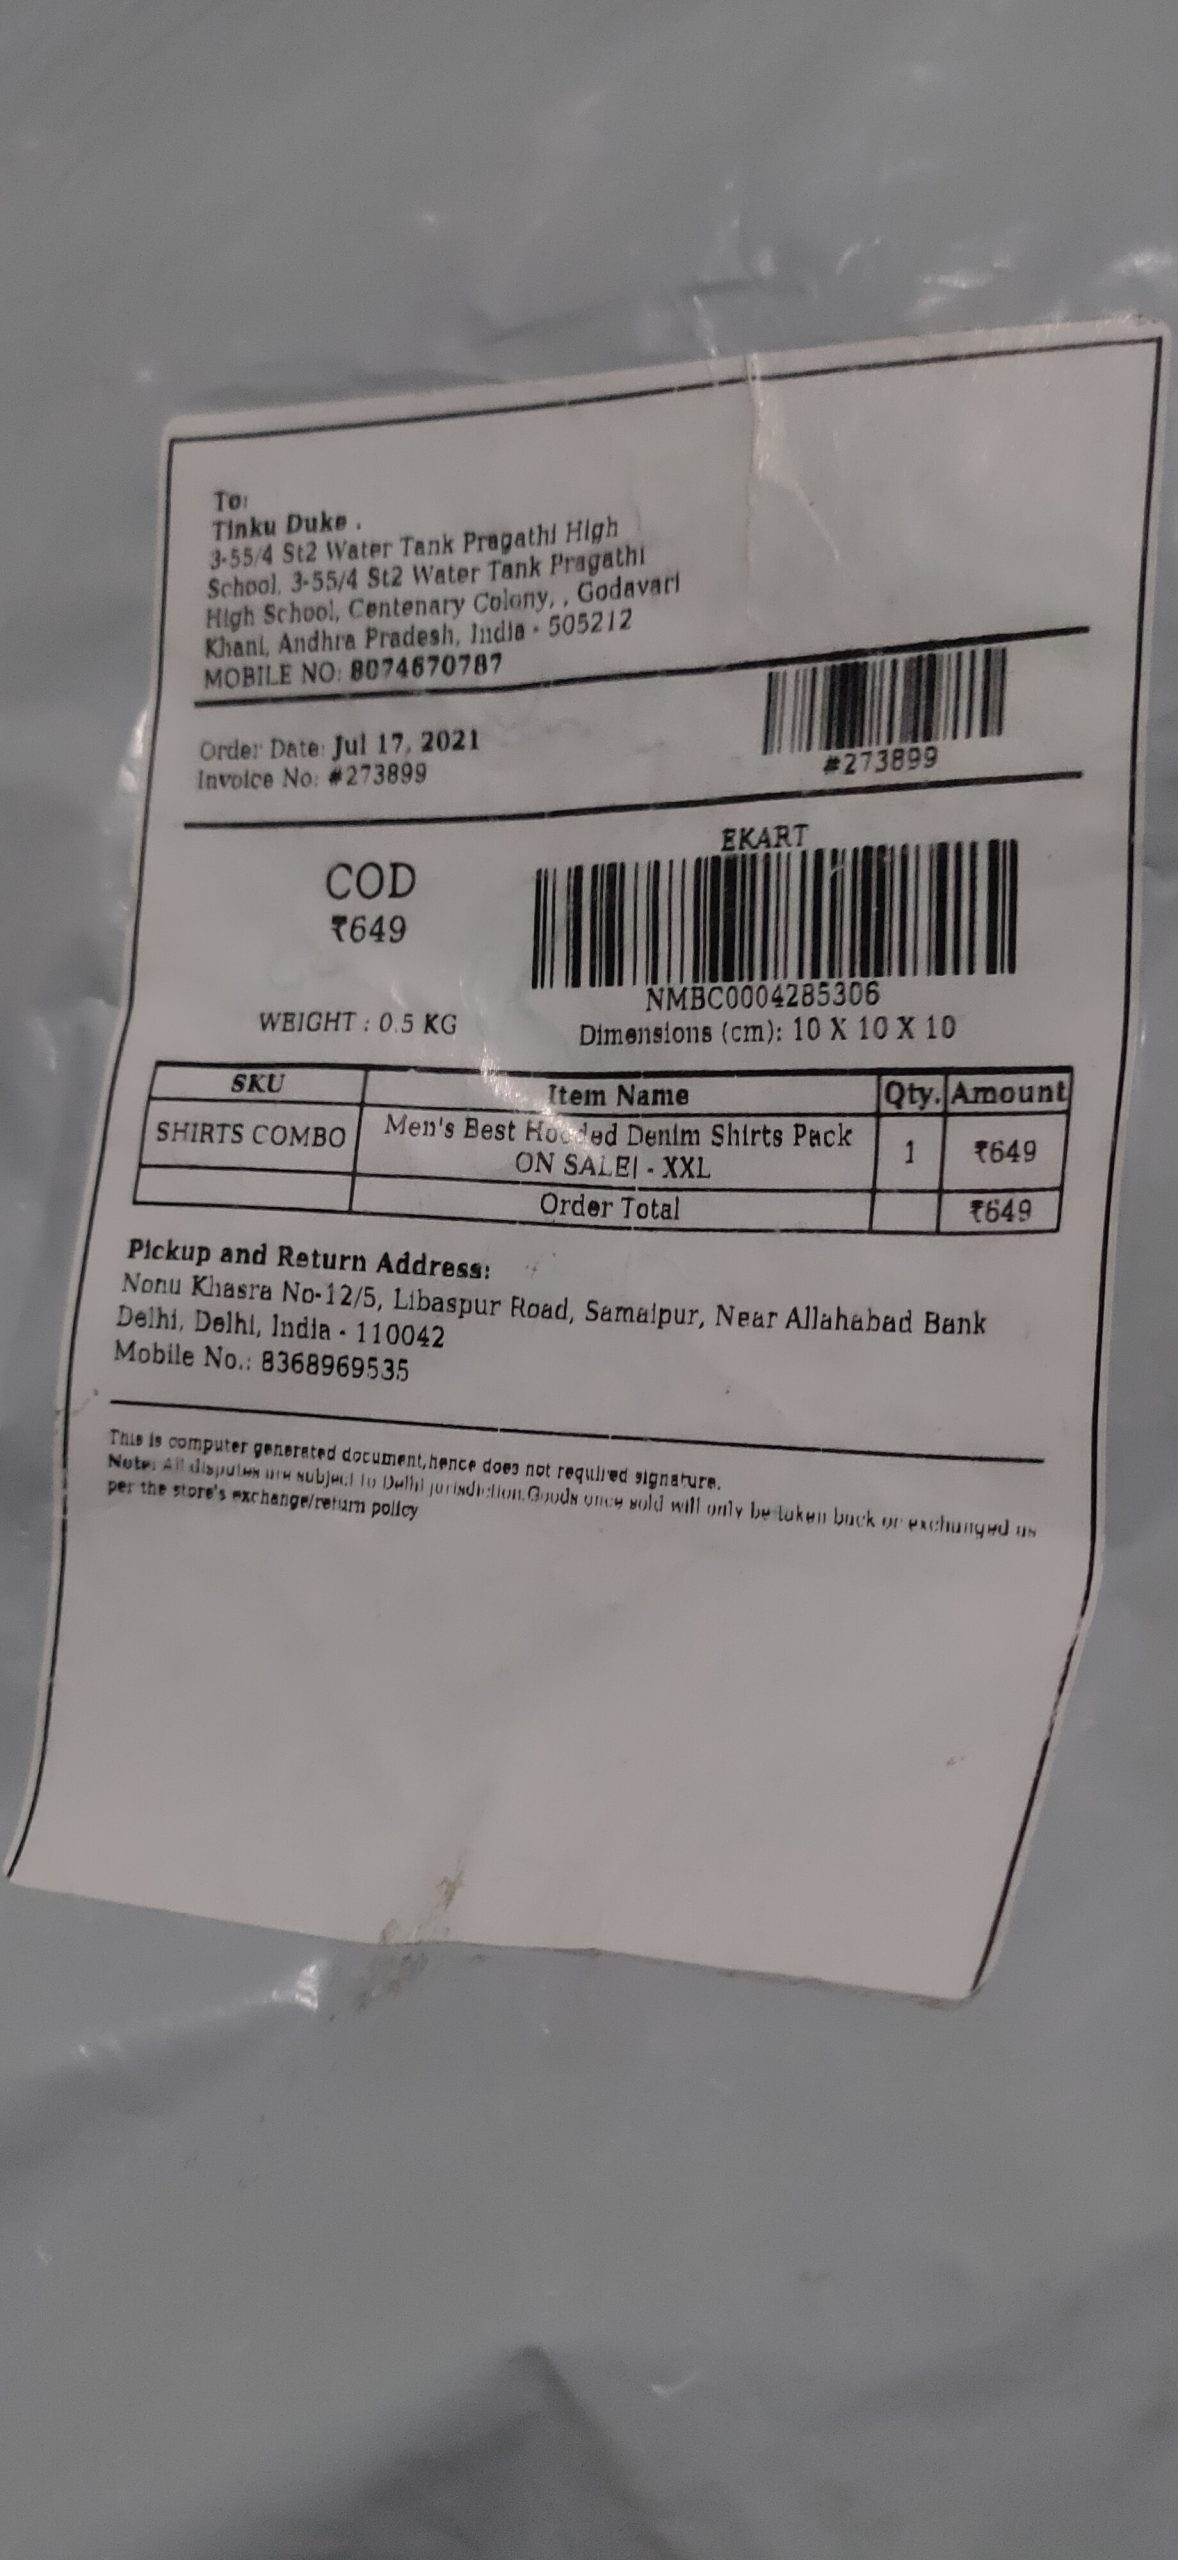 To:
Tinku Duke .
3-55/4 St2 Water Tank Pragathi High
School, 3-55/4 St2 Water Tank Pragathi
High School, Centenary Colony, , Godavari
Khani, Andhra Pradesh, India - 505212
MOBILE NO: 8074670787
Order Date: Jul 17, 2021
Invoice No: #273899
#273899
EKART
COD
₹649
NMBC0004285306
WEIGHT : 0.5 KG
Dimensions (cm): 10 X 10 X 10
SKU Item Name Qty. Amount
SHIRTS COMBO Men's Best Hooded Denim Shirts Pack 1 ₹649
ON SALE! - XXL
Order Total ₹649
Pickup and Return Address:
Nonu Khasra No-12/5, Libaspur Road, Samaipur, Near Allahabad Bank
Delhi, Delhi, India - 110042
Mobile No.: 8368969535
This is computer generated document,hence does not required signature.
Note: All disputes are subject to Delhi jurisdiction.Goods once sold will only be taken back or exchanged as
per the store's exchange/return policy